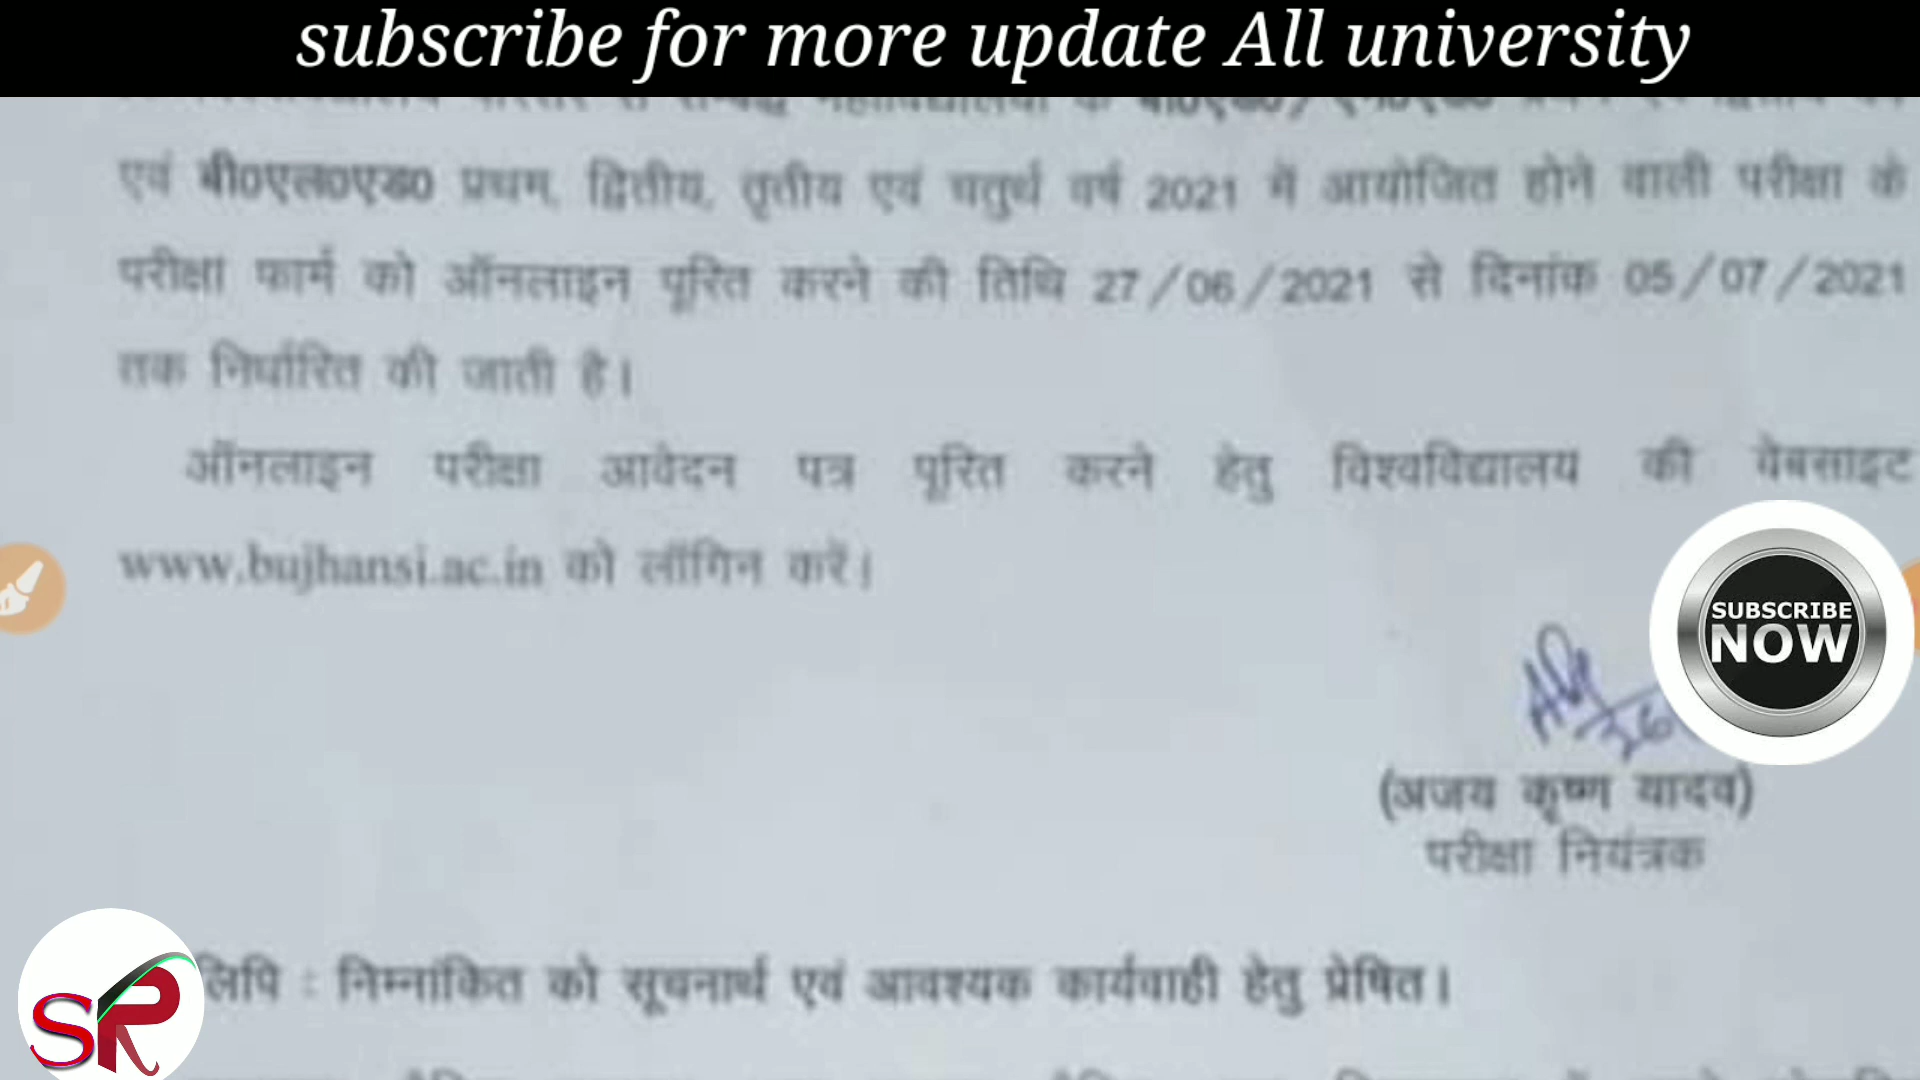 subscribe for more update All university
एवं बी0एल0एड0 प्रथम, द्वितीय, तृतीय एवं चतुर्थ वर्ष 2021 में आयोजित होने वाली परीक्षा के
परीक्षा फार्म को ऑनलाइन पूरित करने की तिथि 27/06/2021 से दिनांक 05/07/2021
तक निर्धारित की जाती है।
ऑनलाइन परीक्षा आवेदन पत्र पूरित करने हेतु विश्वविद्यालय की वेबसाइट
www.bujhansi.ac.in को लॉगिन करें।
SUBSCRIBE
NOW
(अजय कृष्ण यादव)
परीक्षा नियंत्रक
लिपि : निम्नांकित को सूचनार्थ एवं आवश्यक कार्यवाही हेतु प्रेषित।
SR